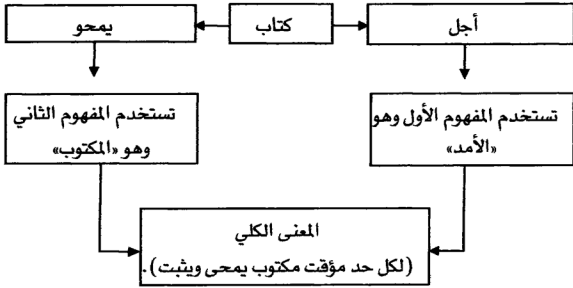 أجل
كتاب
يمحو
تستخدم المفهوم الأول وهو
«الأمد»
تستخدم المفهوم الثاني
وهو «المكتوب»
المعنى الكلي
(لكل حد مؤقت مكتوب يمحى ويثبت).